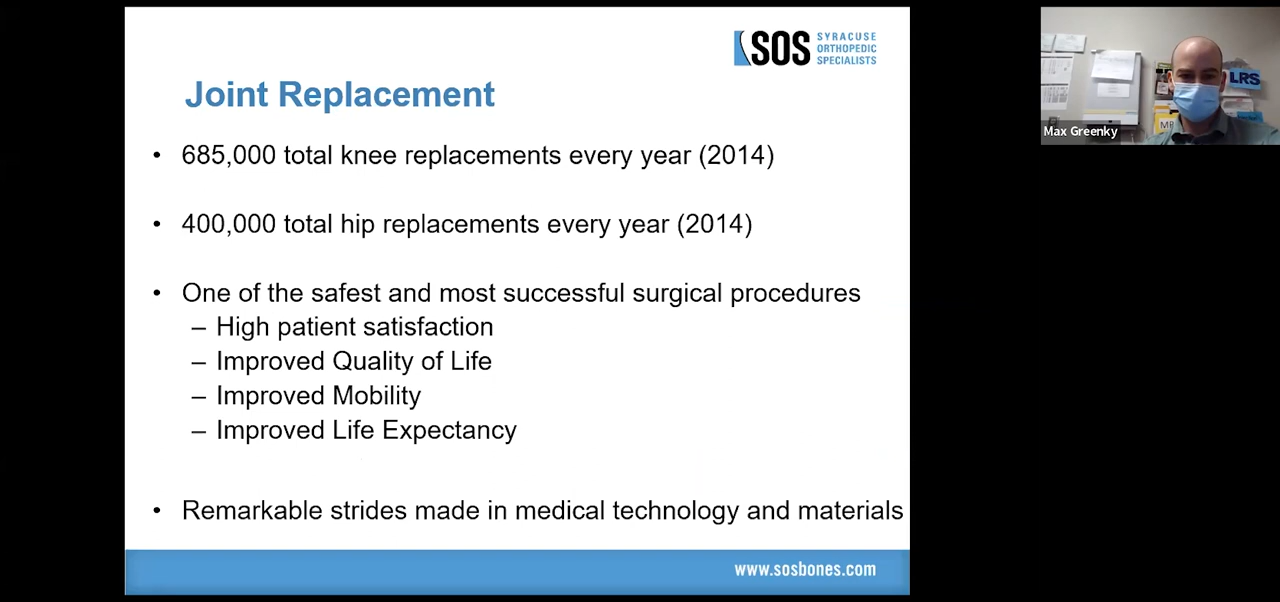 SOS SYRACUSE
ORTHOPEDIC
SPECIALISTS
Joint Replacement
• 685,000 total knee replacements every year (2014)
• 400,000 total hip replacements every year (2014)
• One of the safest and most successful surgical procedures
– High patient satisfaction
– Improved Quality of Life
– Improved Mobility
– Improved Life Expectancy
• Remarkable strides made in medical technology and materials
www.sosbones.com
LRS
Max Greenky